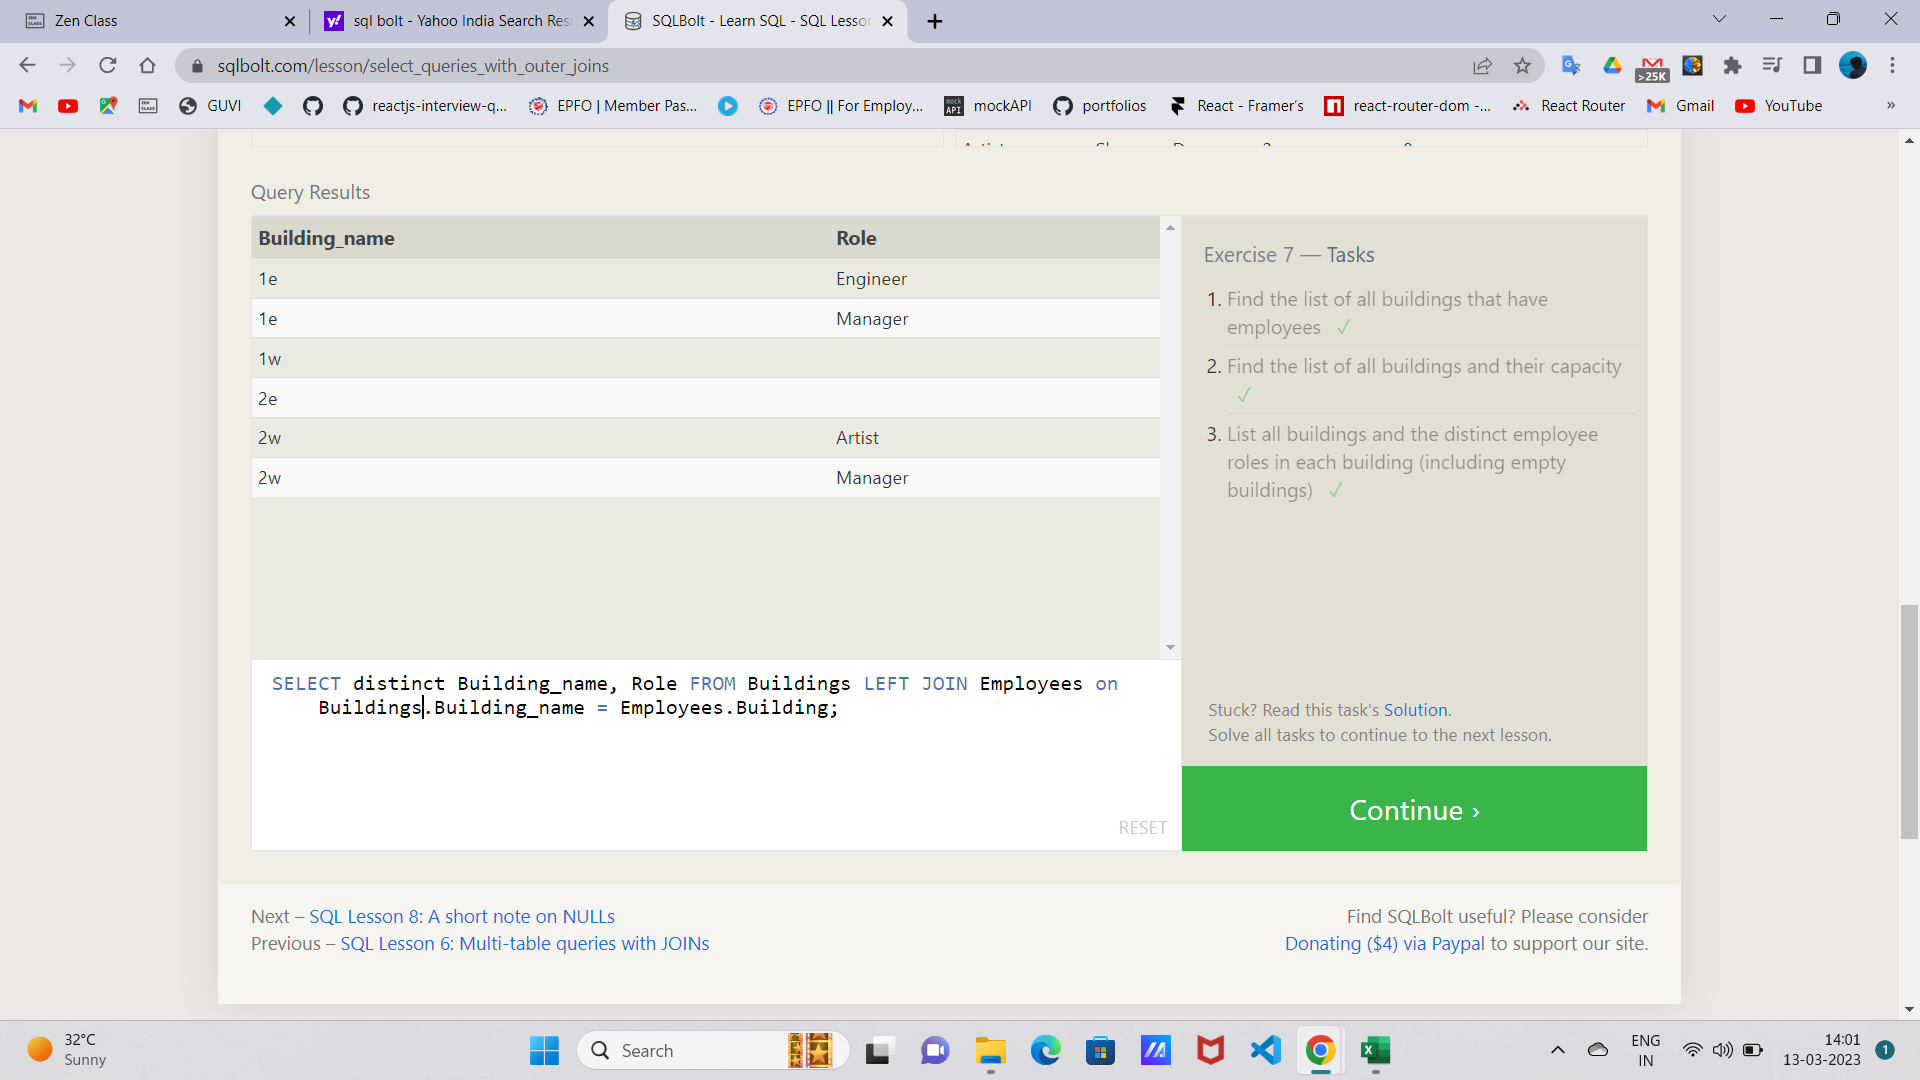 Zen Class
sql bolt - Yahoo India Search Res
SQLBolt - Learn SQL - SQL Lesson
sqlbolt.com/lesson/select_queries_with_outer_joins
>25K
GUVI
reactjs-interview-q...
EPFO | Member Pas...
EPFO || For Employ...
mock API
mockAPI
portfolios
React - Framer's
react-router-dom -...
React Router
Gmail
YouTube
»
Query Results
Building_name Role
1e Engineer
1e Manager
1w
2e
2w Artist
2w Manager
Exercise 7 — Tasks
1. Find the list of all buildings that have
employees ✓
2. Find the list of all buildings and their capacity
✓
3. List all buildings and the distinct employee
roles in each building (including empty
buildings) ✓
SELECT distinct Building_name, Role FROM Buildings LEFT JOIN Employees on
Buildings.Building_name = Employees.Building;
RESET
Stuck? Read this task's Solution.
Solve all tasks to continue to the next lesson.
Continue ›
Next – SQL Lesson 8: A short note on NULLs
Previous – SQL Lesson 6: Multi-table queries with JOINs
Find SQLBolt useful? Please consider
Donating ($4) via Paypal to support our site.
32°C
Sunny
Search
ENG
IN
14:01
13-03-2023
1